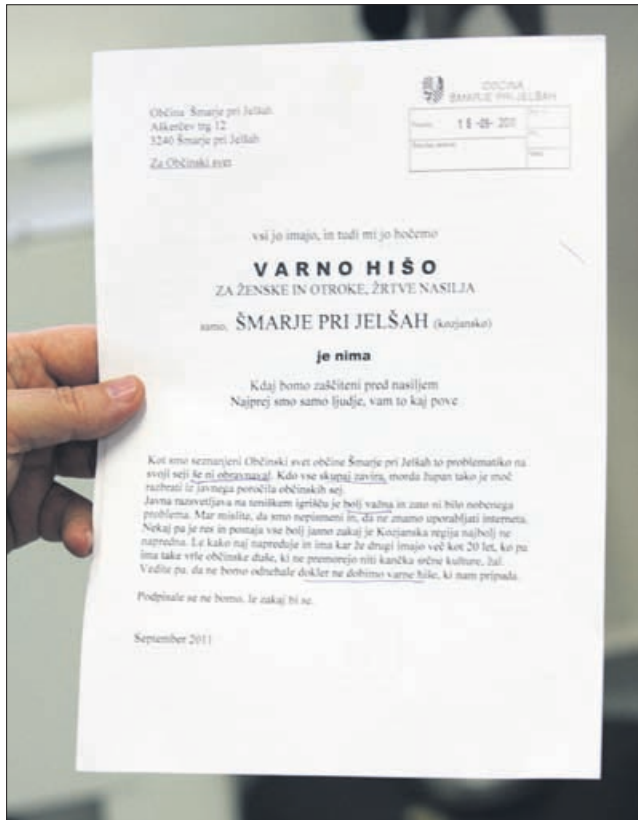 Občina Šmarje pri Jelšah
Aškerčev trg 12
3240 Šmarje pri Jelšah
Za Občinski svet
OBČINA
ŠMARJE PRI JELŠAH
vsi jo imajo, in tudi mi jo hočemo
VARNO HIŠO
ZA ŽENSKE IN OTROKE, ŽRTVE NASILJA
samo, ŠMARJE PRI JELŠAH (kozjansko)
je nima
Kdaj bomo zaščiteni pred nasiljem
Najprej smo samo ljudje, vam to kaj pove
Kot smo seznanjeni Občinski svet občine Šmarje pri Jelšah to problematiko na
svoji seji še ni obravnaval. Kdo vse skupaj zavira, morda župan tako je moč
razbrati iz javnega poročila občinskih sej.
Javna razsvetljava na teniškem igrišču je bolj važna in zato ni bilo nobenega
problema. Mar mislite, da smo nepismeni in, da ne znamo uporabljati interneta.
Nekaj pa je res in postaja vse bolj jasno zakaj je Kozjanska regija najbolj ne
napredna. Le kako naj napreduje in ima kar že drugi imajo več kot 20 let, ko pa
ima take vrle občinske duše, ki ne premorejo niti kančka srčne kulture, žal.
Vedite pa, da ne bomo odnehale dokler ne dobimo varne hiše, ki nam pripada.
Podpisale se ne bomo, le zakaj bi se.
September 2011